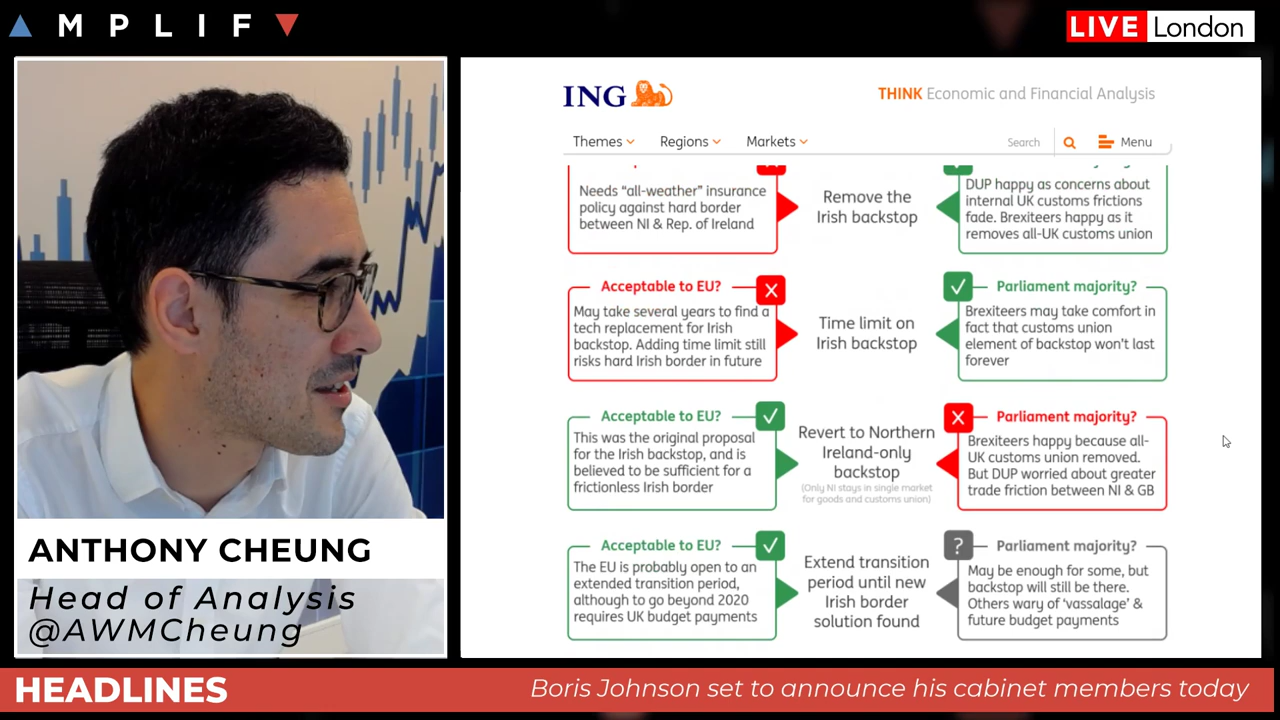 AMPLIFY
LIVE London
ING
THINK Economic and Financial Analysis
Themes
Regions
Markets
Search
Menu
Needs “all-weather” insurance
policy against hard border
between NI & Rep. of Ireland
Remove the
Irish backstop
DUP happy as concerns about
internal UK customs frictions
fade. Brexiteers happy as it
removes all-UK customs union
Acceptable to EU?
X
May take several years to find a
tech replacement for Irish
backstop. Adding time limit still
risks hard Irish border in future
Time limit on
Irish backstop
Parliament majority?
Brexiteers may take comfort in
fact that customs union
element of backstop won't last
forever
Acceptable to EU?
This was the original proposal
for the Irish backstop, and is
believed to be sufficient for a
frictionless Irish border
Revert to Northern
Ireland-only
backstop
(Only NI stays in single market
for goods and customs union)
X
Parliament majority?
Brexiteers happy because all-
UK customs union removed.
But DUP worried about greater
trade friction between NI & GB
Acceptable to EU?
The EU is probably open to an
extended transition period,
although to go beyond 2020
requires UK budget payments
Extend transition
period until new
Irish border
solution found
?
Parliament majority?
May be enough for some, but
backstop will still be there.
Others wary of ‘vassalage’ &
future budget payments
ANTHONY CHEUNG
Head of Analysis
@AWMCheung
HEADLINES
Boris Johnson set to announce his cabinet members today